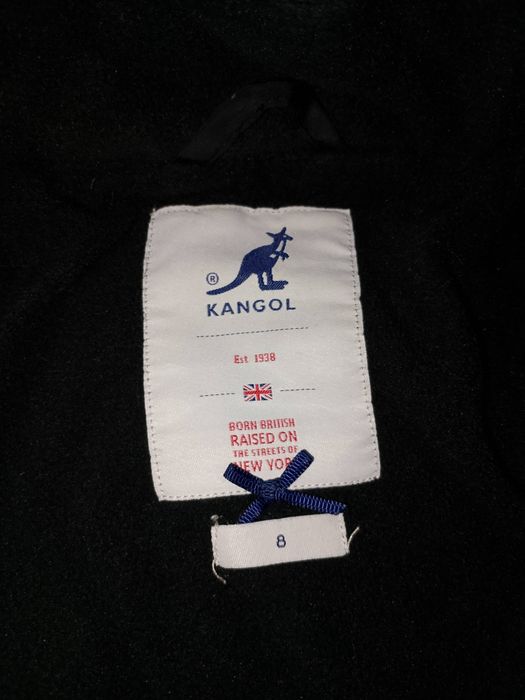 ®
KANGOL
Est 1938
BORN BRITISH
RAISED ON
THE STREETS OF
NEW YORK
8